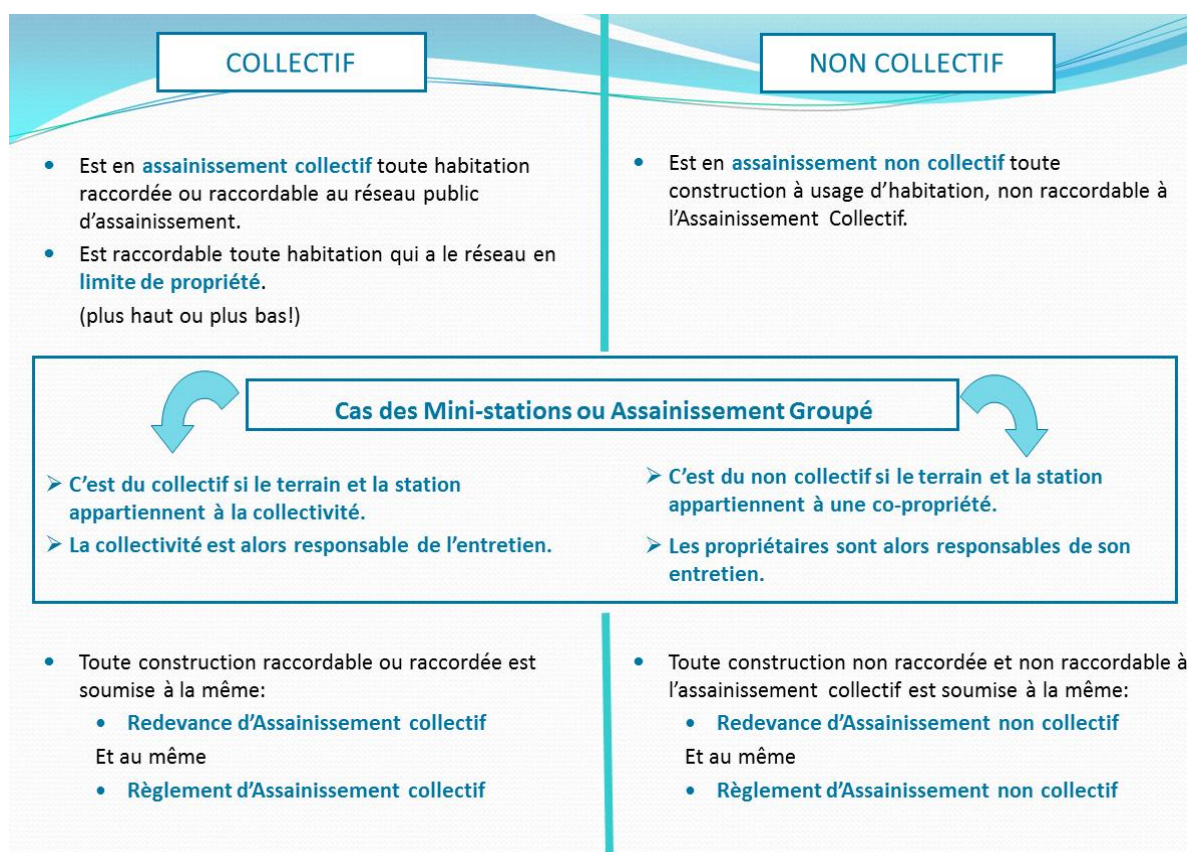 COLLECTIF
• Est en assainissement collectif toute habitation
raccordée ou raccordable au réseau public
d’assainissement.
• Est raccordable toute habitation qui a le réseau en
limite de propriété.
(plus haut ou plus bas!)
NON COLLECTIF
• Est en assainissement non collectif toute
construction à usage d’habitation, non raccordable à
l’Assainissement Collectif.
Cas des Mini-stations ou Assainissement Groupé
➢ C’est du collectif si le terrain et la station
appartiennent à la collectivité.
➢ La collectivité est alors responsable de l’entretien.
➢ C’est du non collectif si le terrain et la station
appartiennent à une co-propriété.
➢ Les propriétaires sont alors responsables de son
entretien.
• Toute construction raccordable ou raccordée est
soumise à la même:
• Redevance d’Assainissement collectif
Et au même
• Règlement d’Assainissement collectif
• Toute construction non raccordée et non raccordable à
l’assainissement collectif est soumise à la même:
• Redevance d’Assainissement non collectif
Et au même
• Règlement d’Assainissement non collectif